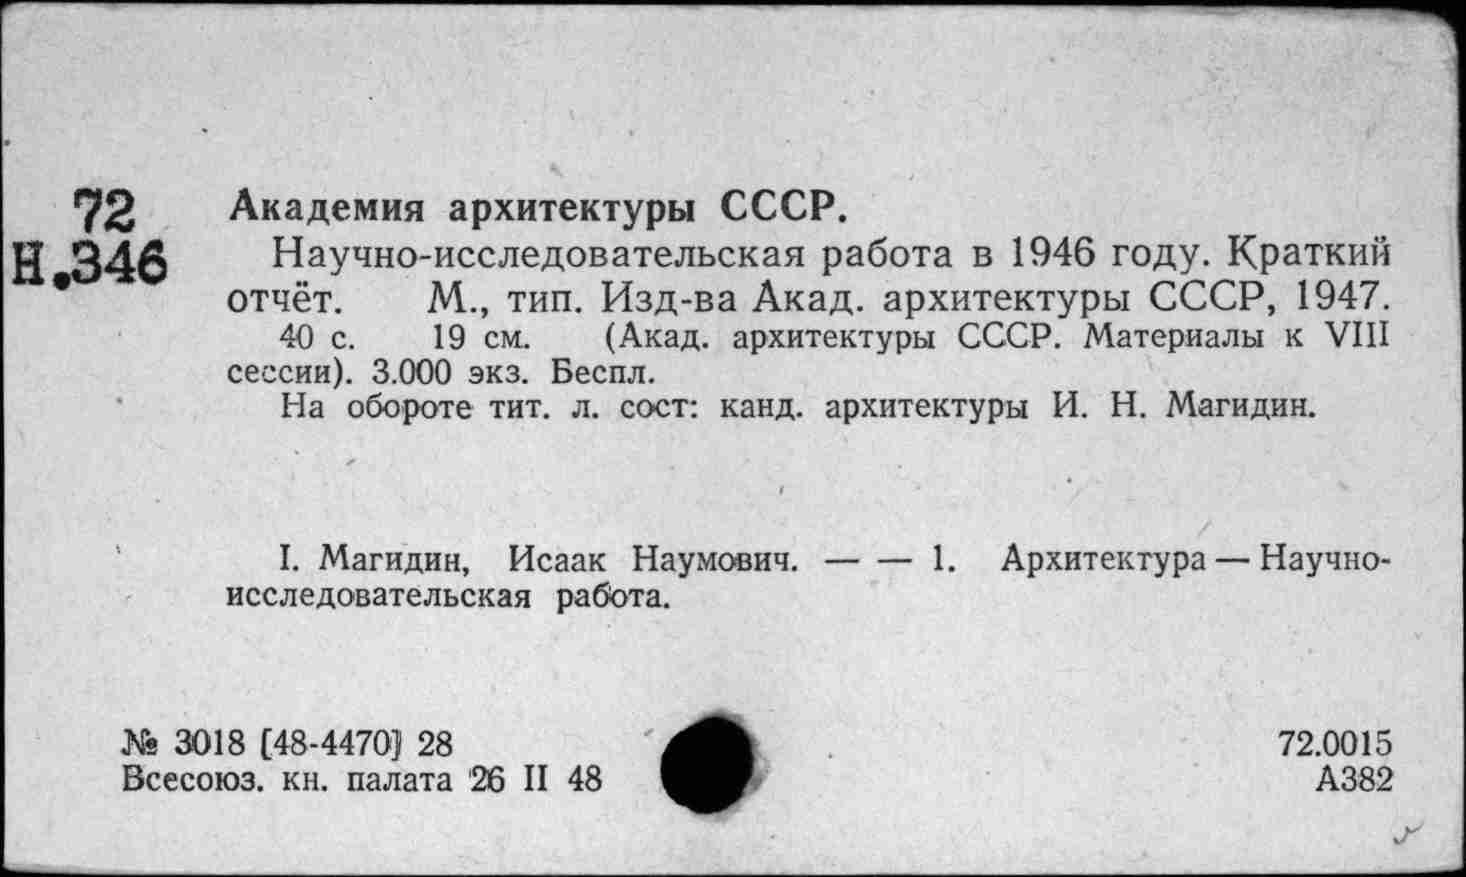 72 Академия архитектуры СССР.
Н.346 Научно-исследовательская работа в 1946 году. Краткий
отчёт. М., тип. Изд-ва Акад. архитектуры СССР, 1947.
40 с. 19 см. (Акад. архитектуры СССР. Материалы к VIII
сессии). 3.000 экз. Беспл.
На обороте тит. л. сост: канд. архитектуры И. Н. Магидин.
I. Магидин, Исаак Наумович. — — 1. Архитектура — Научно-
исследовательская работа.
№ 3018 [48-4470] 28 72.0015
Всесоюз. кн. палата 26 II 48 А382